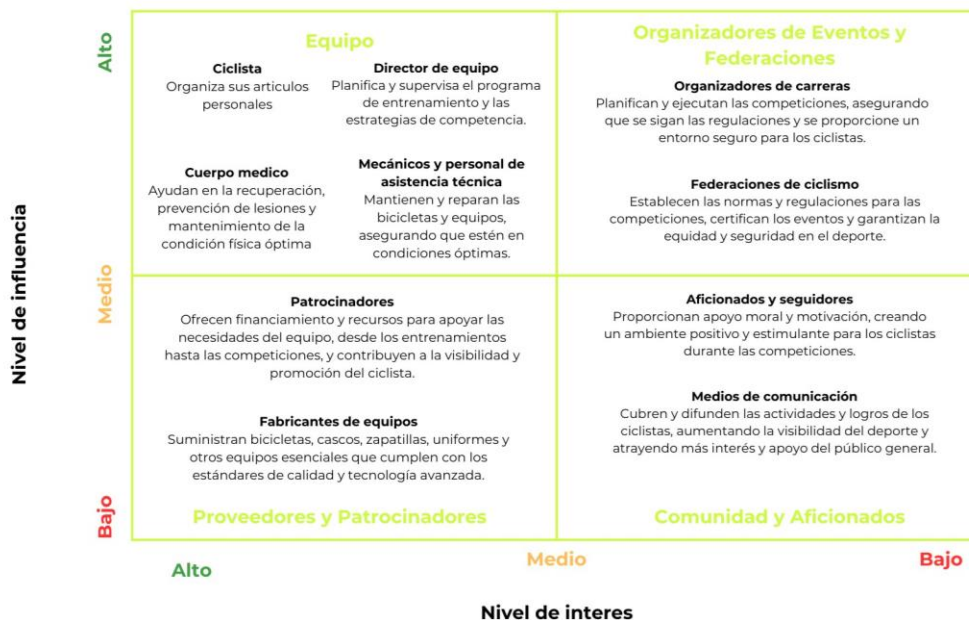 Nivel de influencia
Alto
Medio
Bajo
Equipo
Ciclista
Organiza sus articulos
personales
Director de equipo
Planifica y supervisa el programa
de entrenamiento y las
estrategias de competencia.
Cuerpo medico
Ayudan en la recuperación,
prevención de lesiones y
mantenimiento de la
condición física óptima
Mecánicos y personal de
asistencia técnica
Mantienen y reparan las
bicicletas y equipos,
asegurando que estén en
condiciones óptimas.
Organizadores de Eventos y
Federaciones
Organizadores de carreras
Planifican y ejecutan las competiciones, asegurando
que se sigan las regulaciones y se proporcione un
entorno seguro para los ciclistas.
Federaciones de ciclismo
Establecen las normas y regulaciones para las
competiciones, certifican los eventos y garantizan la
equidad y seguridad en el deporte.
Patrocinadores
Ofrecen financiamiento y recursos para apoyar las
necesidades del equipo, desde los entrenamientos
hasta las competiciones, y contribuyen a la visibilidad y
promoción del ciclista.
Fabricantes de equipos
Suministran bicicletas, cascos, zapatillas, uniformes y
otros equipos esenciales que cumplen con los
estándares de calidad y tecnología avanzada.
Proveedores y Patrocinadores
Aficionados y seguidores
Proporcionan apoyo moral y motivación, creando
un ambiente positivo y estimulante para los ciclistas
durante las competiciones.
Medios de comunicación
Cubren y difunden las actividades y logros de los
ciclistas, aumentando la visibilidad del deporte y
atrayendo más interés y apoyo del público general.
Comunidad y Aficionados
Alto
Medio
Bajo
Nivel de interes